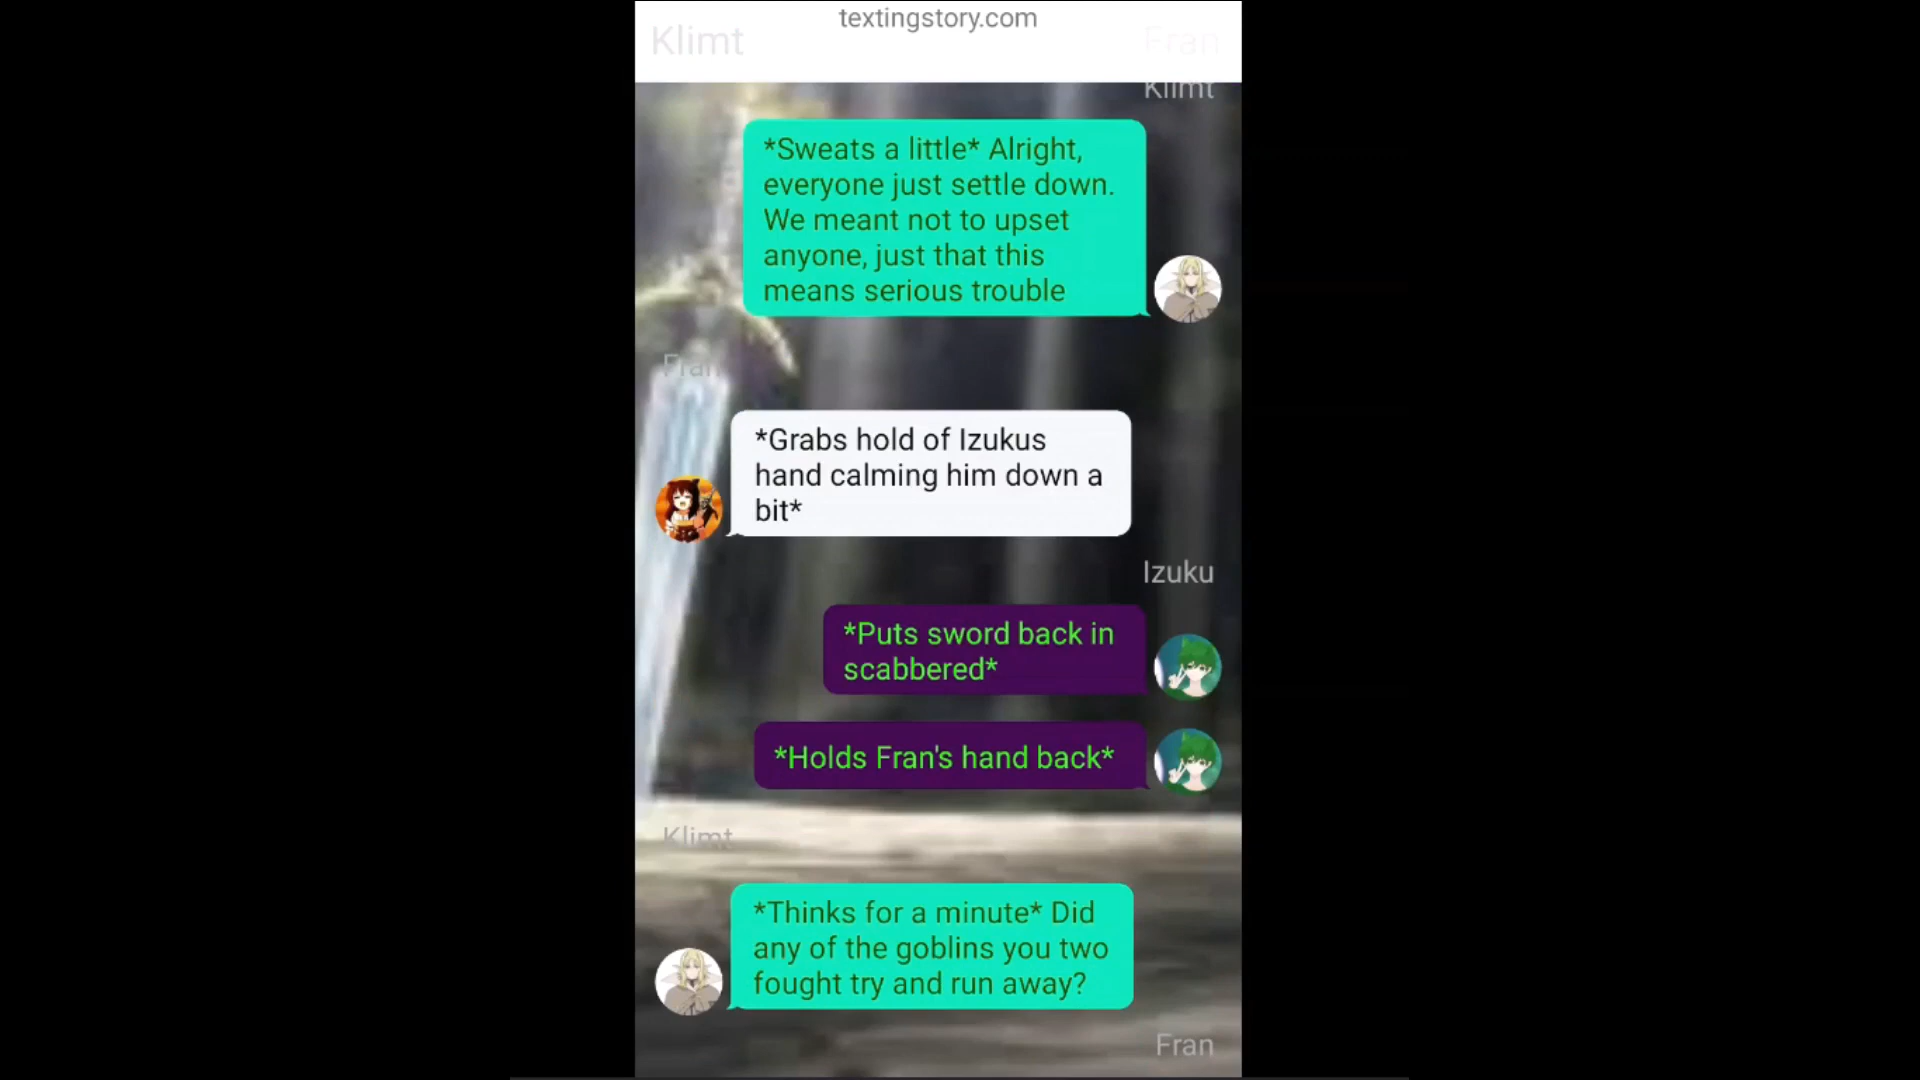 textingstory.com
Klimt
Fran
Klimt
*Sweats a little* Alright,
everyone just settle down.
We meant not to upset
anyone, just that this
means serious trouble
Fran
*Grabs hold of Izukus
hand calming him down a
bit*
Izuku
*Puts sword back in
scabbered*
*Holds Fran's hand back*
Klimt
*Thinks for a minute* Did
any of the goblins you two
fought try and run away?
Fran